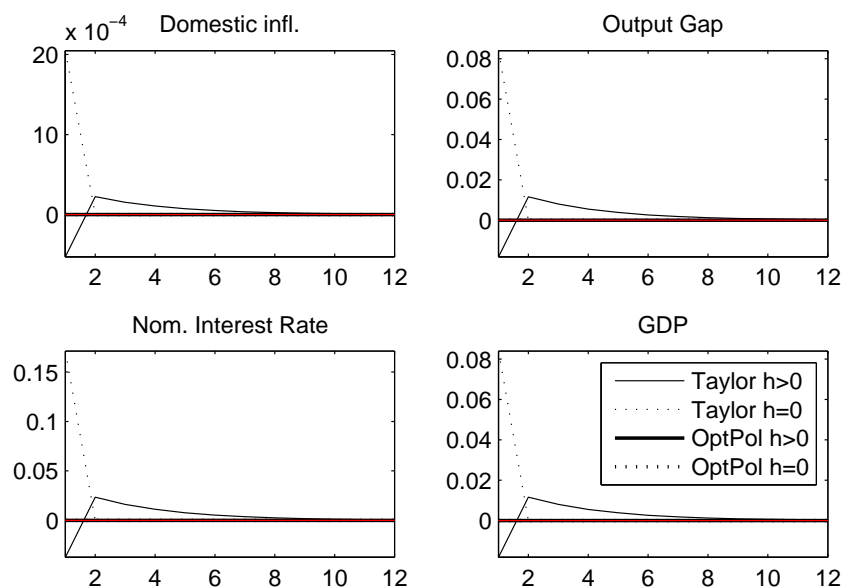 Domestic infl.
x 10⁻⁴
20
10
0
2 4 6 8 10 12
Output Gap
0.08
0.06
0.04
0.02
0
2 4 6 8 10 12
Nom. Interest Rate
0.15
0.1
0.05
0
2 4 6 8 10 12
GDP
0.08
0.06
0.04
0.02
0
2 4 6 8 10 12
Taylor h>0
Taylor h=0
OptPol h>0
OptPol h=0